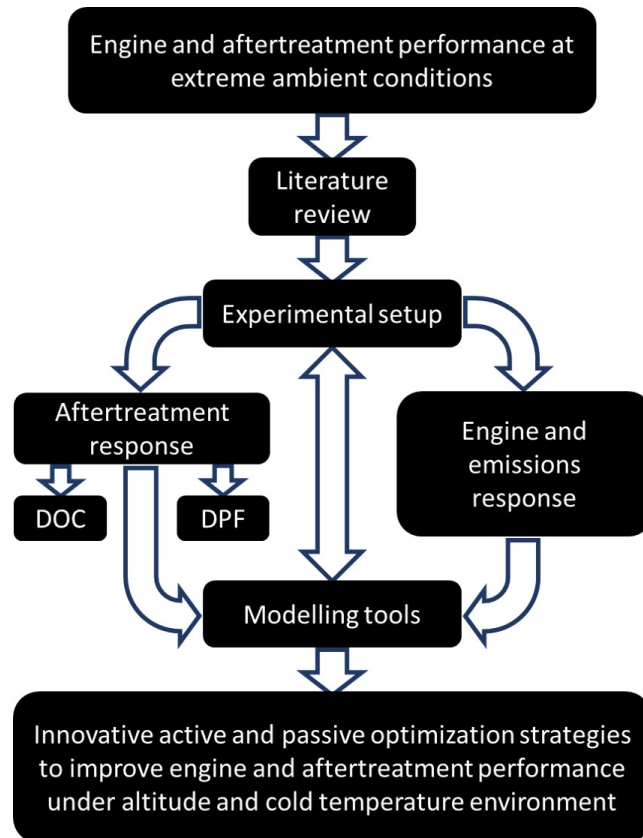 Engine and aftertreatment performance at
extreme ambient conditions
Literature
review
Experimental setup
Aftertreatment
response
Engine and
emissions
response
DOC
DPF
Modelling tools
Innovative active and passive optimization strategies
to improve engine and aftertreatment performance
under altitude and cold temperature environment